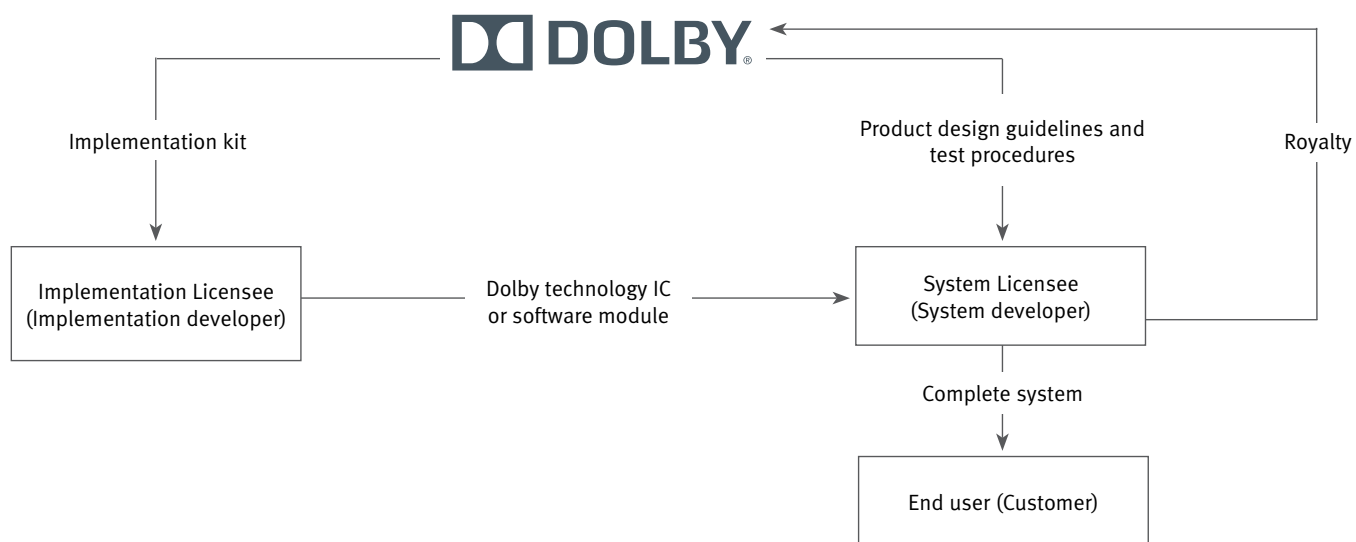 DOLBY®
Implementation kit
Product design guidelines and
test procedures
Royalty
Implementation Licensee
(Implementation developer)
Dolby technology IC
or software module
System Licensee
(System developer)
Complete system
End user (Customer)